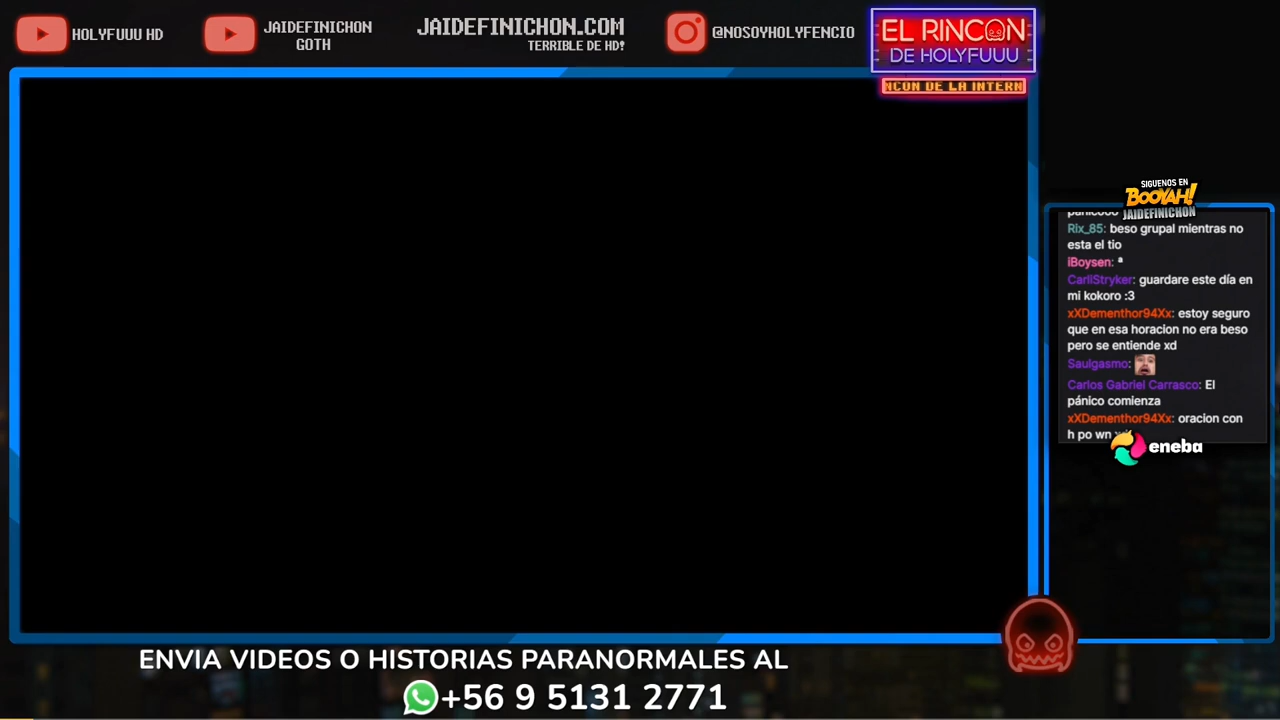 HOLYFUUU HD
JAIDEFINICHON
GOTH
JAIDEFINICHON.COM
TERRIBLE DE HD!
@NOSOYHOLYFENCIO
EL RINCON
DE HOLYFUUU
NCON DE LA INTERN
SIGUENOS EN
BOOYAH!
JAIDEFINICHON
Rix_85: beso grupal mientras no
esta el tio
iBoysen: ª
CarliStryker: guardare este día en
mi kokoro :3
xXDementhor94Xx: estoy seguro
que en esa horacion no era beso
pero se entiende xd
Saulgasmo:
Carlos Gabriel Carrasco: El
pánico comienza
xXDementhor94Xx: oracion con
h po wn
eneba
ENVIA VIDEOS O HISTORIAS PARANORMALES AL
+56 9 5131 2771